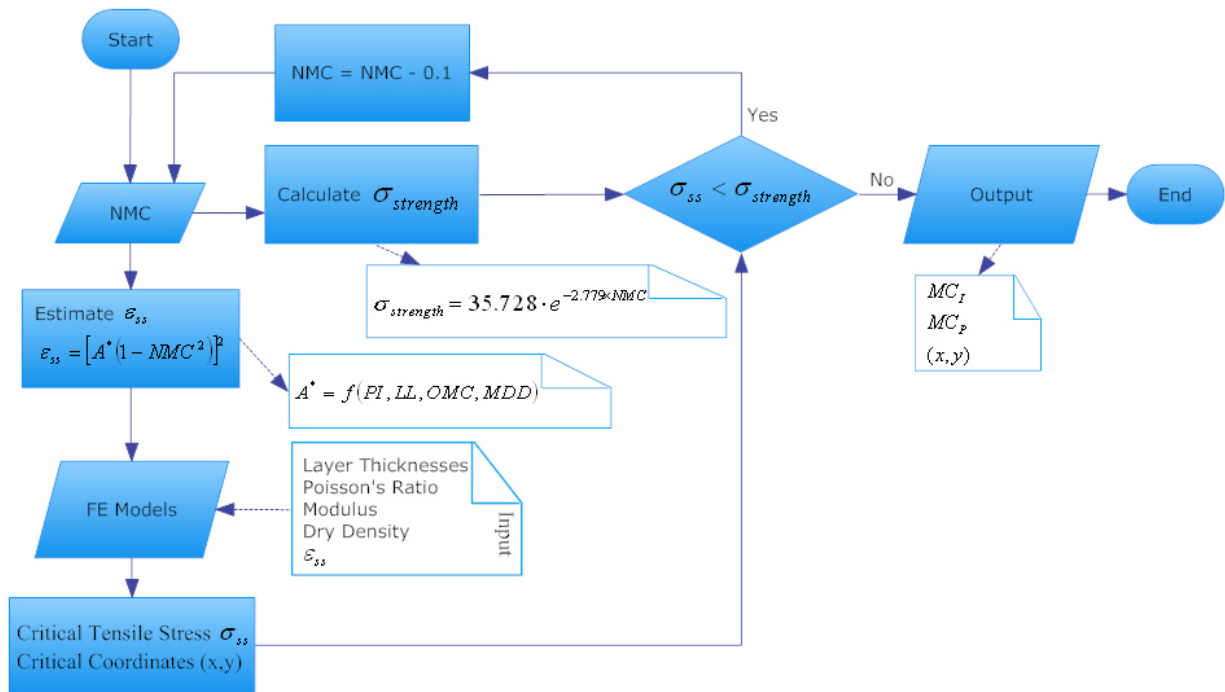 Start
NMC = NMC - 0.1
Yes
Calculate σ_strength
σ_ss < σ_strength
No
Output
End
NMC
σ_strength = 35.728 · e^(-2.779×NMC)
MC_I
MC_P
(x, y)
Estimate ε_ss
ε_ss = [A*(1 - NMC²)]²
A* = f(PI, LL, OMC, MDD)
Layer Thicknesses
Poisson's Ratio
Modulus
Dry Density
ε_ss
Input
FE Models
Critical Tensile Stress σ_ss
Critical Coordinates (x,y)